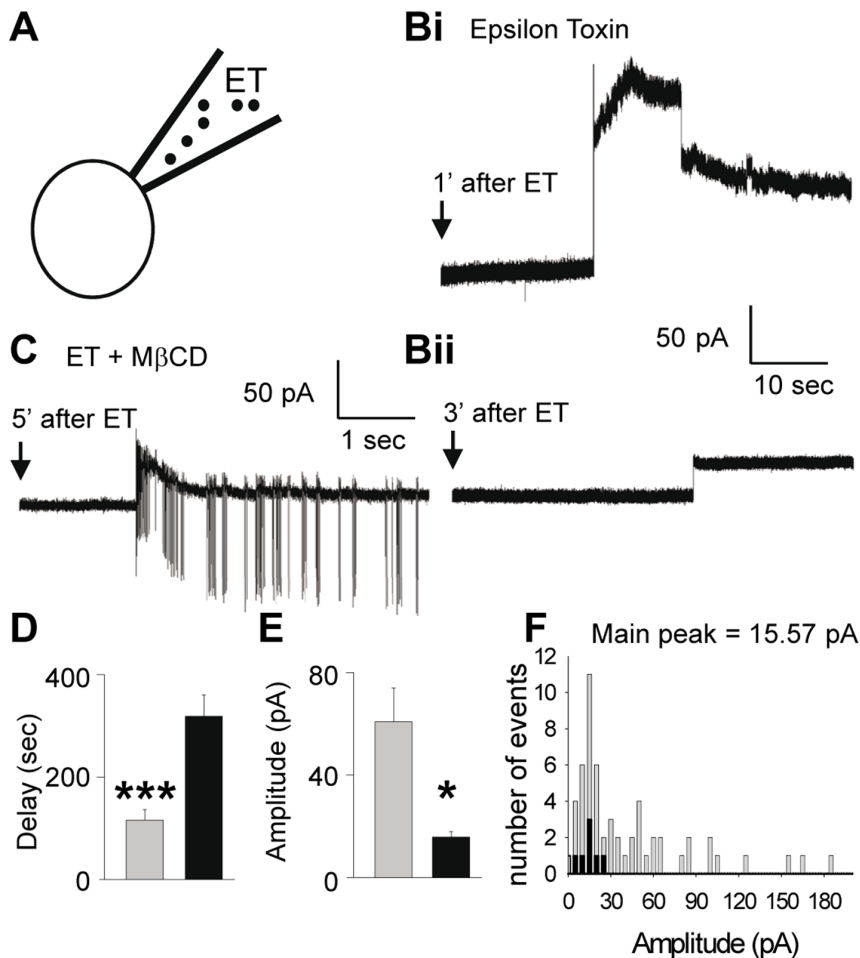 A
ET
Bi Epsilon Toxin
1’ after ET
50 pA
10 sec
C ET + MβCD
50 pA
1 sec
5’ after ET
Bii
3’ after ET
D
Delay (sec)
400
200
0
***
E
Amplitude (pA)
80
40
0
*
F
Main peak = 15.57 pA
number of events
12
10
8
6
4
2
0
0 30 60 90 120 150 180
Amplitude (pA)